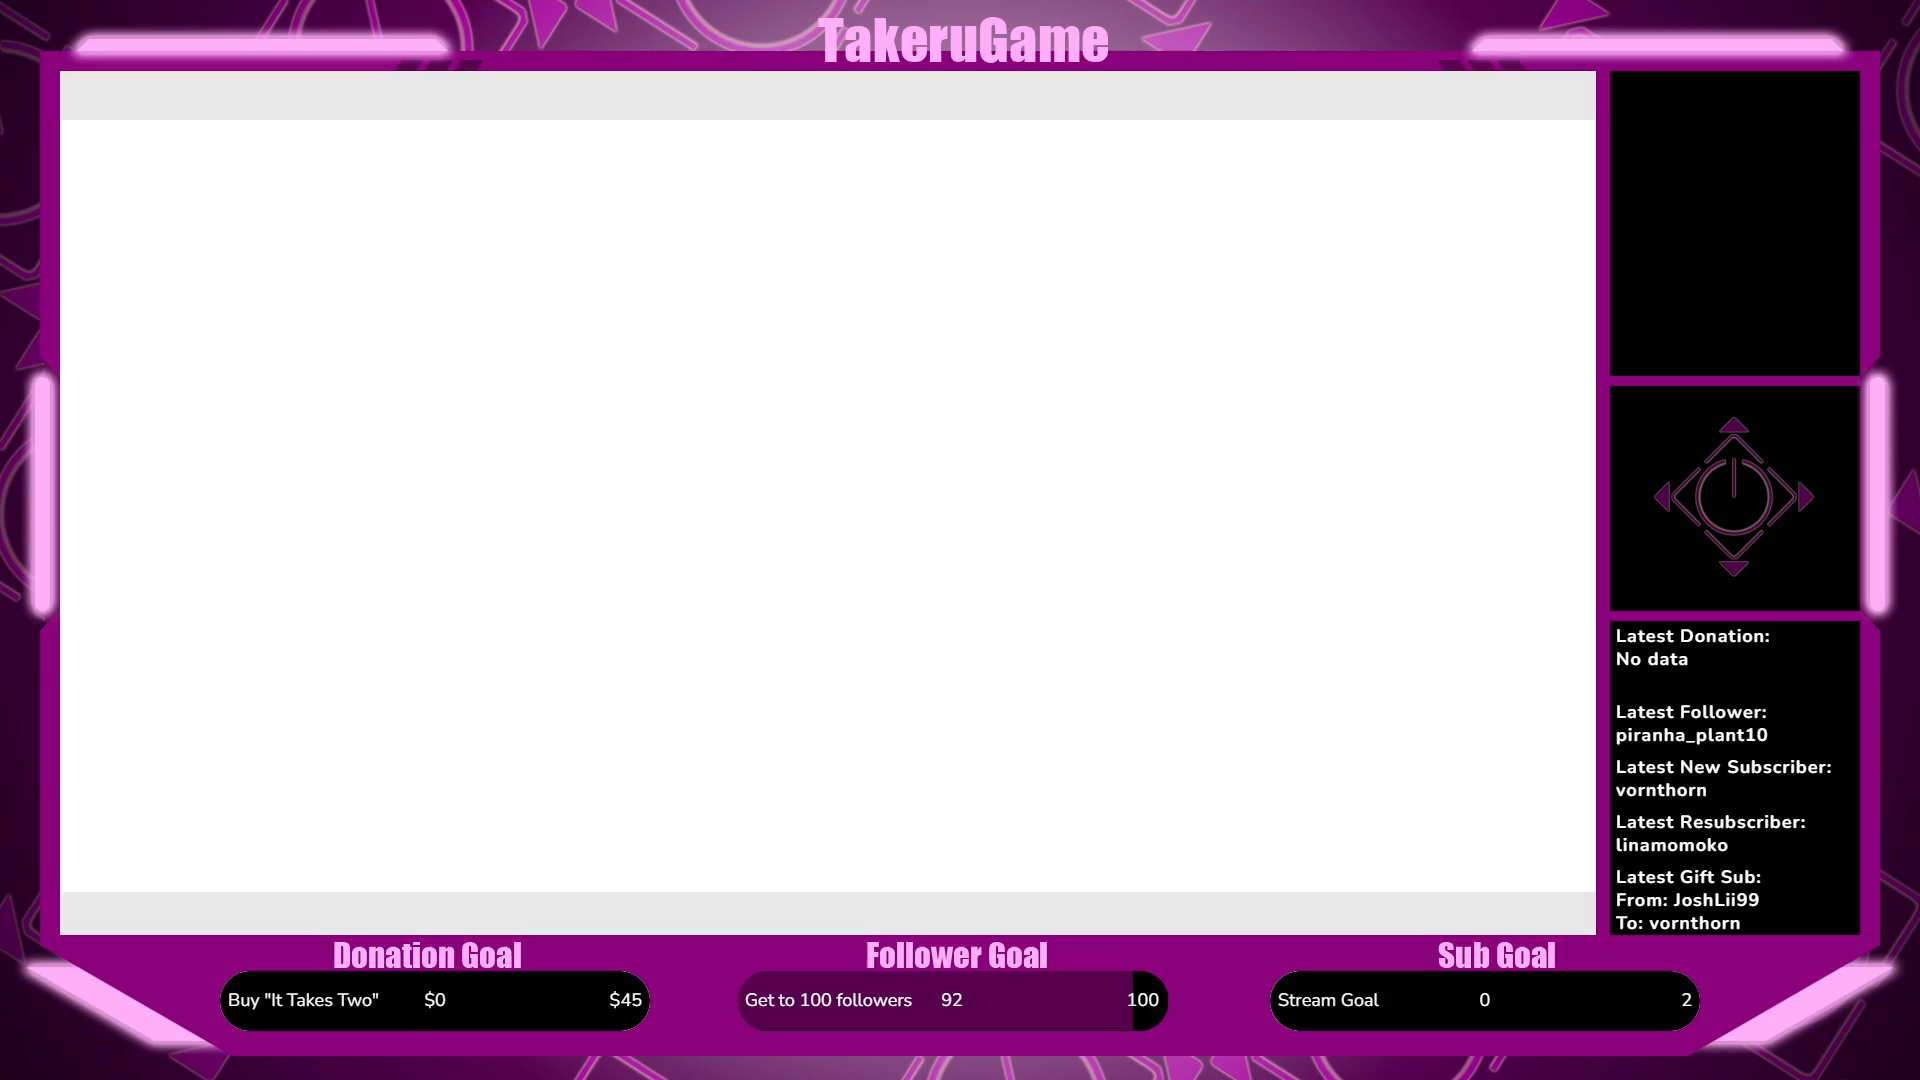 TakeruGame
Latest Donation:
No data
Latest Follower:
piranha_plant10
Latest New Subscriber:
vornthorn
Latest Resubscriber:
linamomoko
Latest Gift Sub:
From: JoshLii99
To: vornthorn
Donation Goal
Buy "It Takes Two" $0 $45
Follower Goal
Get to 100 followers 92 100
Sub Goal
Stream Goal 0 2